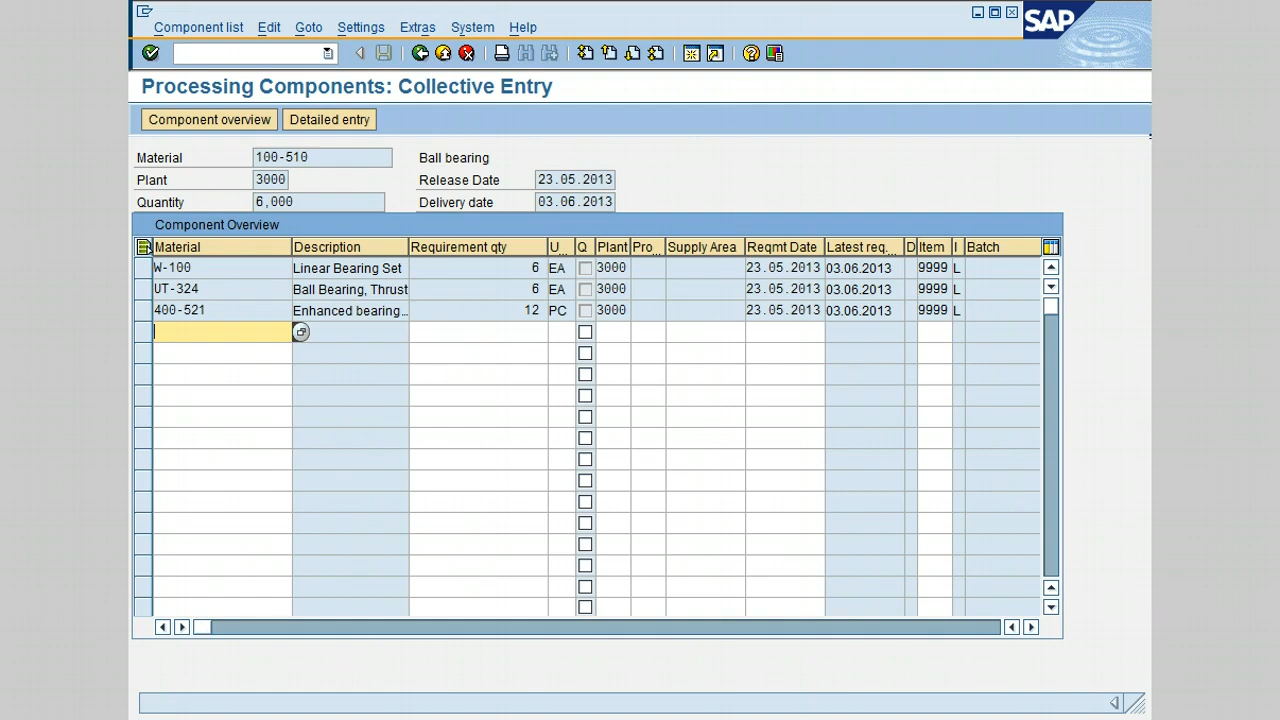 Component list Edit Goto Settings Extras System Help
SAP
Processing Components: Collective Entry
Component overview Detailed entry
Material 100-510 Ball bearing
Plant 3000 Release Date 23.05.2013
Quantity 6,000 Delivery date 03.06.2013
Component Overview
Material Description Requirement qty U... Q Plant Pro... Supply Area Reqmt Date Latest req... D Item I Batch
W-100 Linear Bearing Set 6 EA 3000 23.05.2013 03.06.2013 9999 L
UT-324 Ball Bearing, Thrust 6 EA 3000 23.05.2013 03.06.2013 9999 L
400-521 Enhanced bearing... 12 PC 3000 23.05.2013 03.06.2013 9999 L